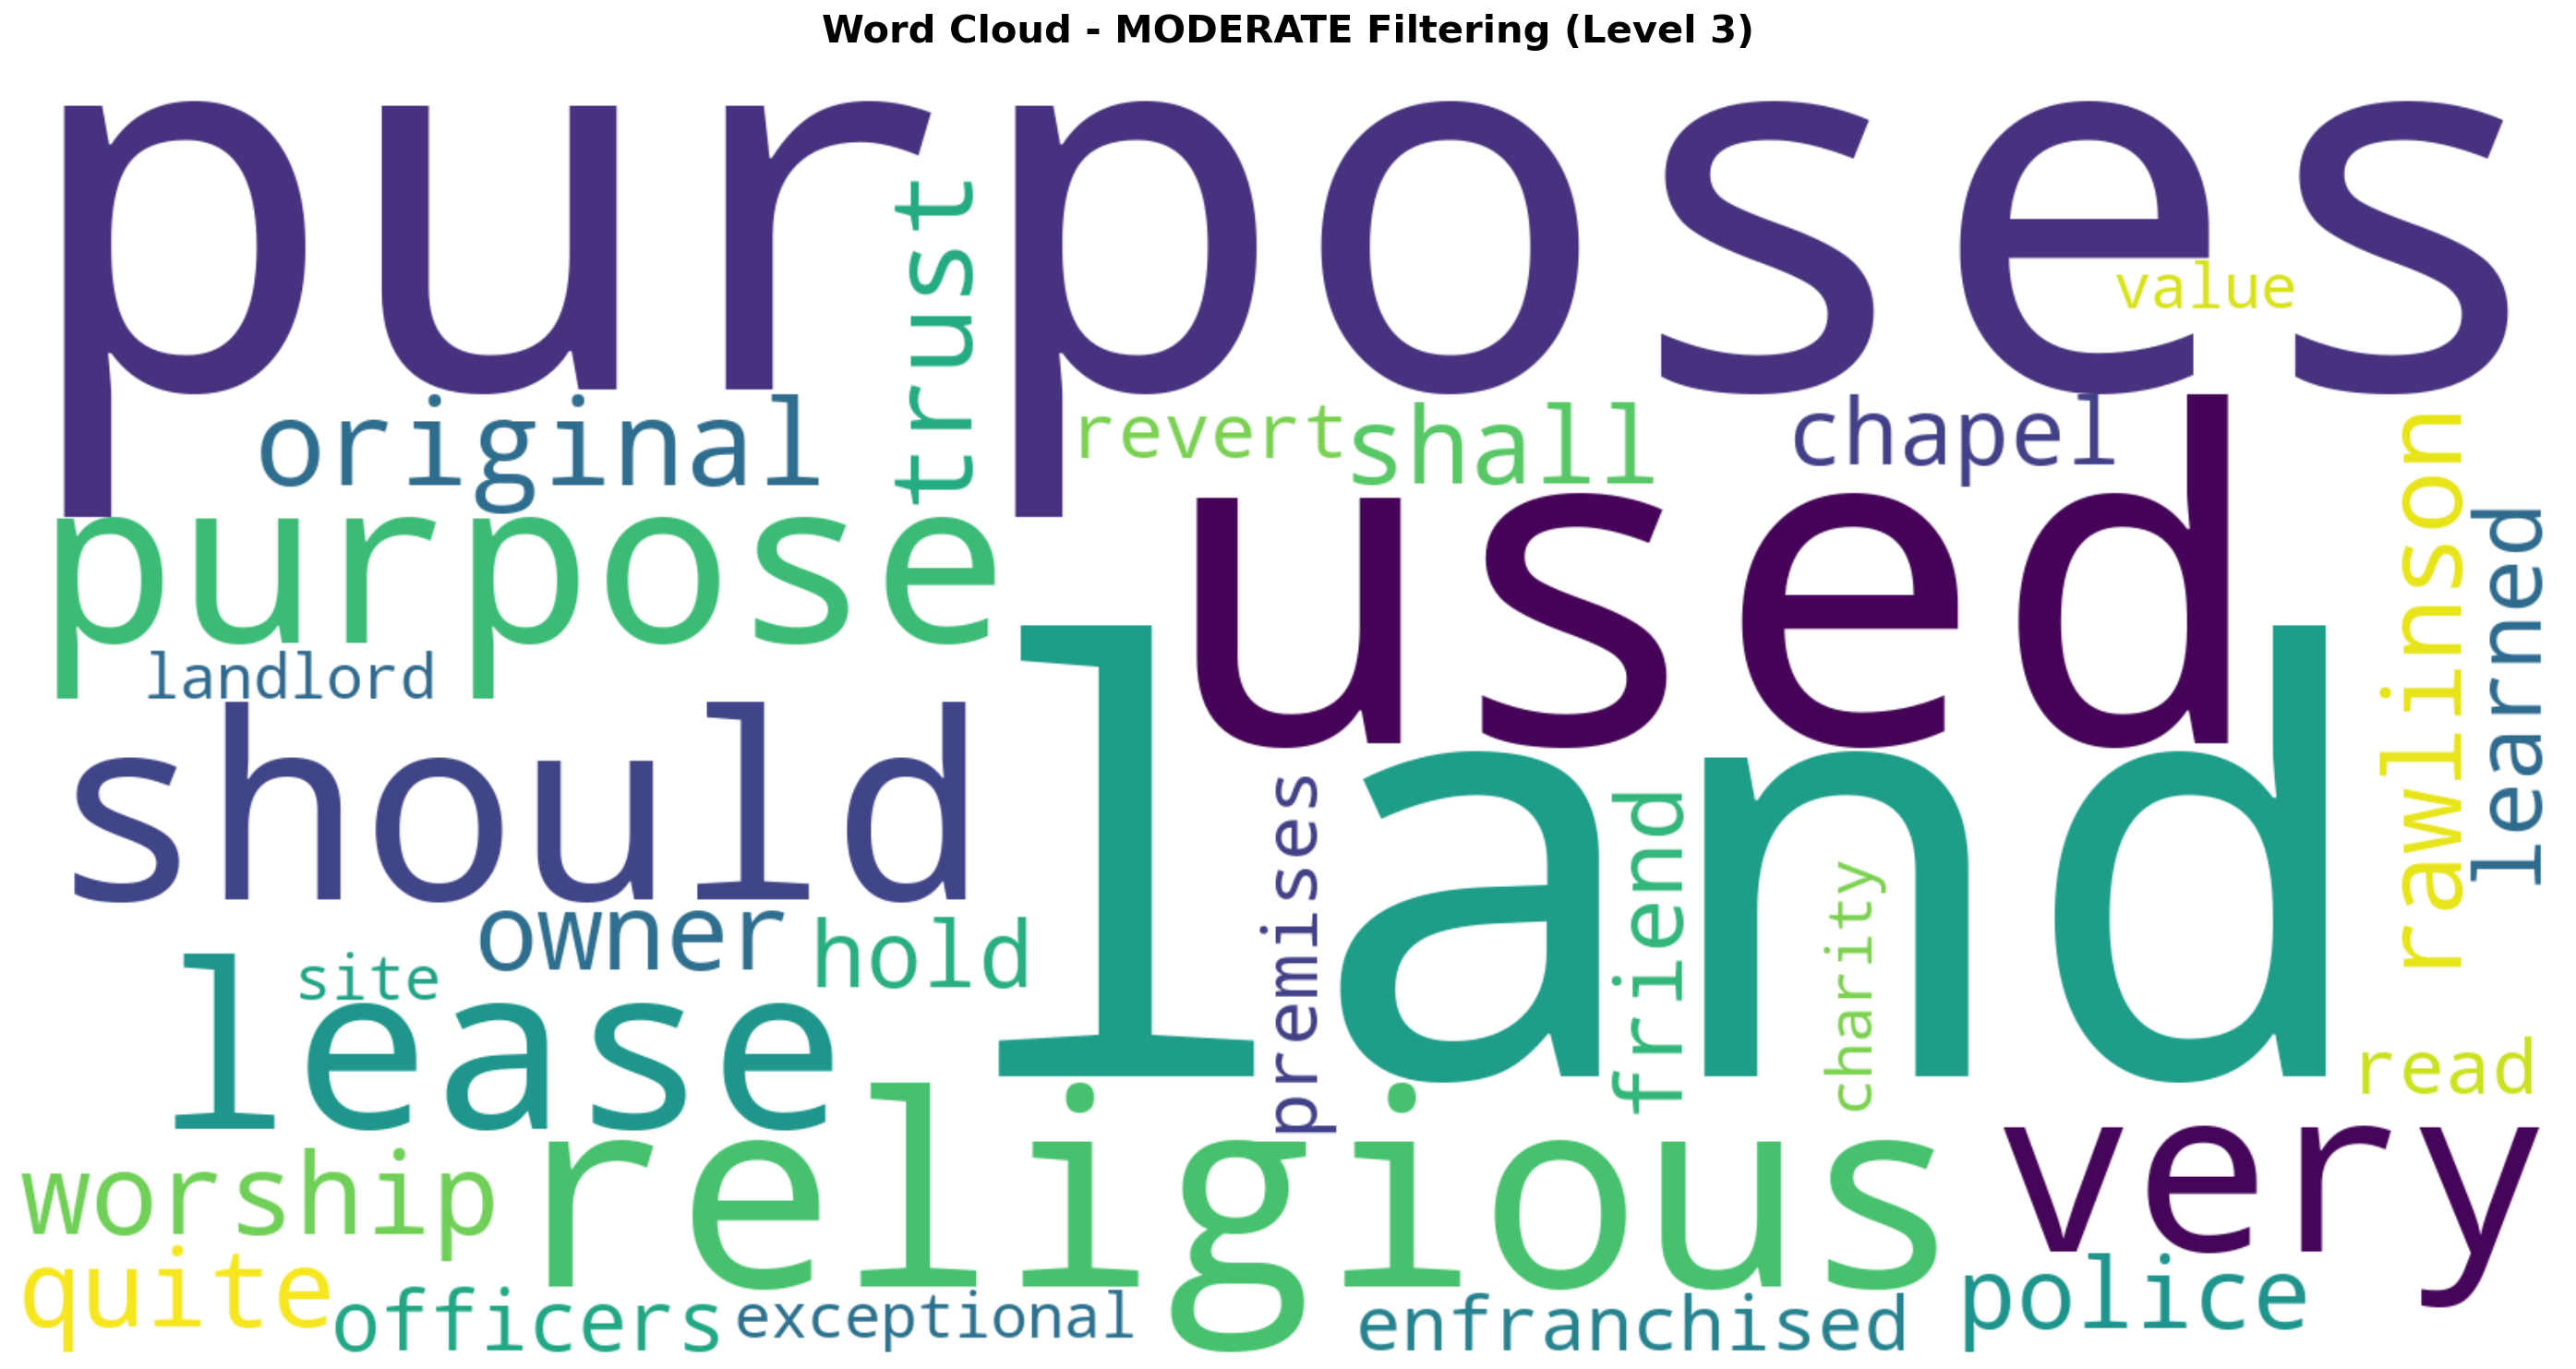 Word Cloud - MODERATE Filtering (Level 3)
purposes
value
trust
original
revert
shall
chapel
purpose
used
rawlinson
learned
landlord
should
land
premises
friend
charity
owner
hold
site
lease
read
religious
very
worship
quite
officers
exceptional
enfranchised
police